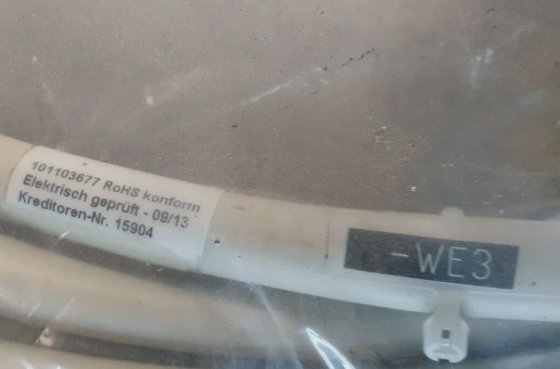 101103677 RoHS konform
Elektrisch geprüft - 09/13
Kreditoren-Nr. 15904
-WE3